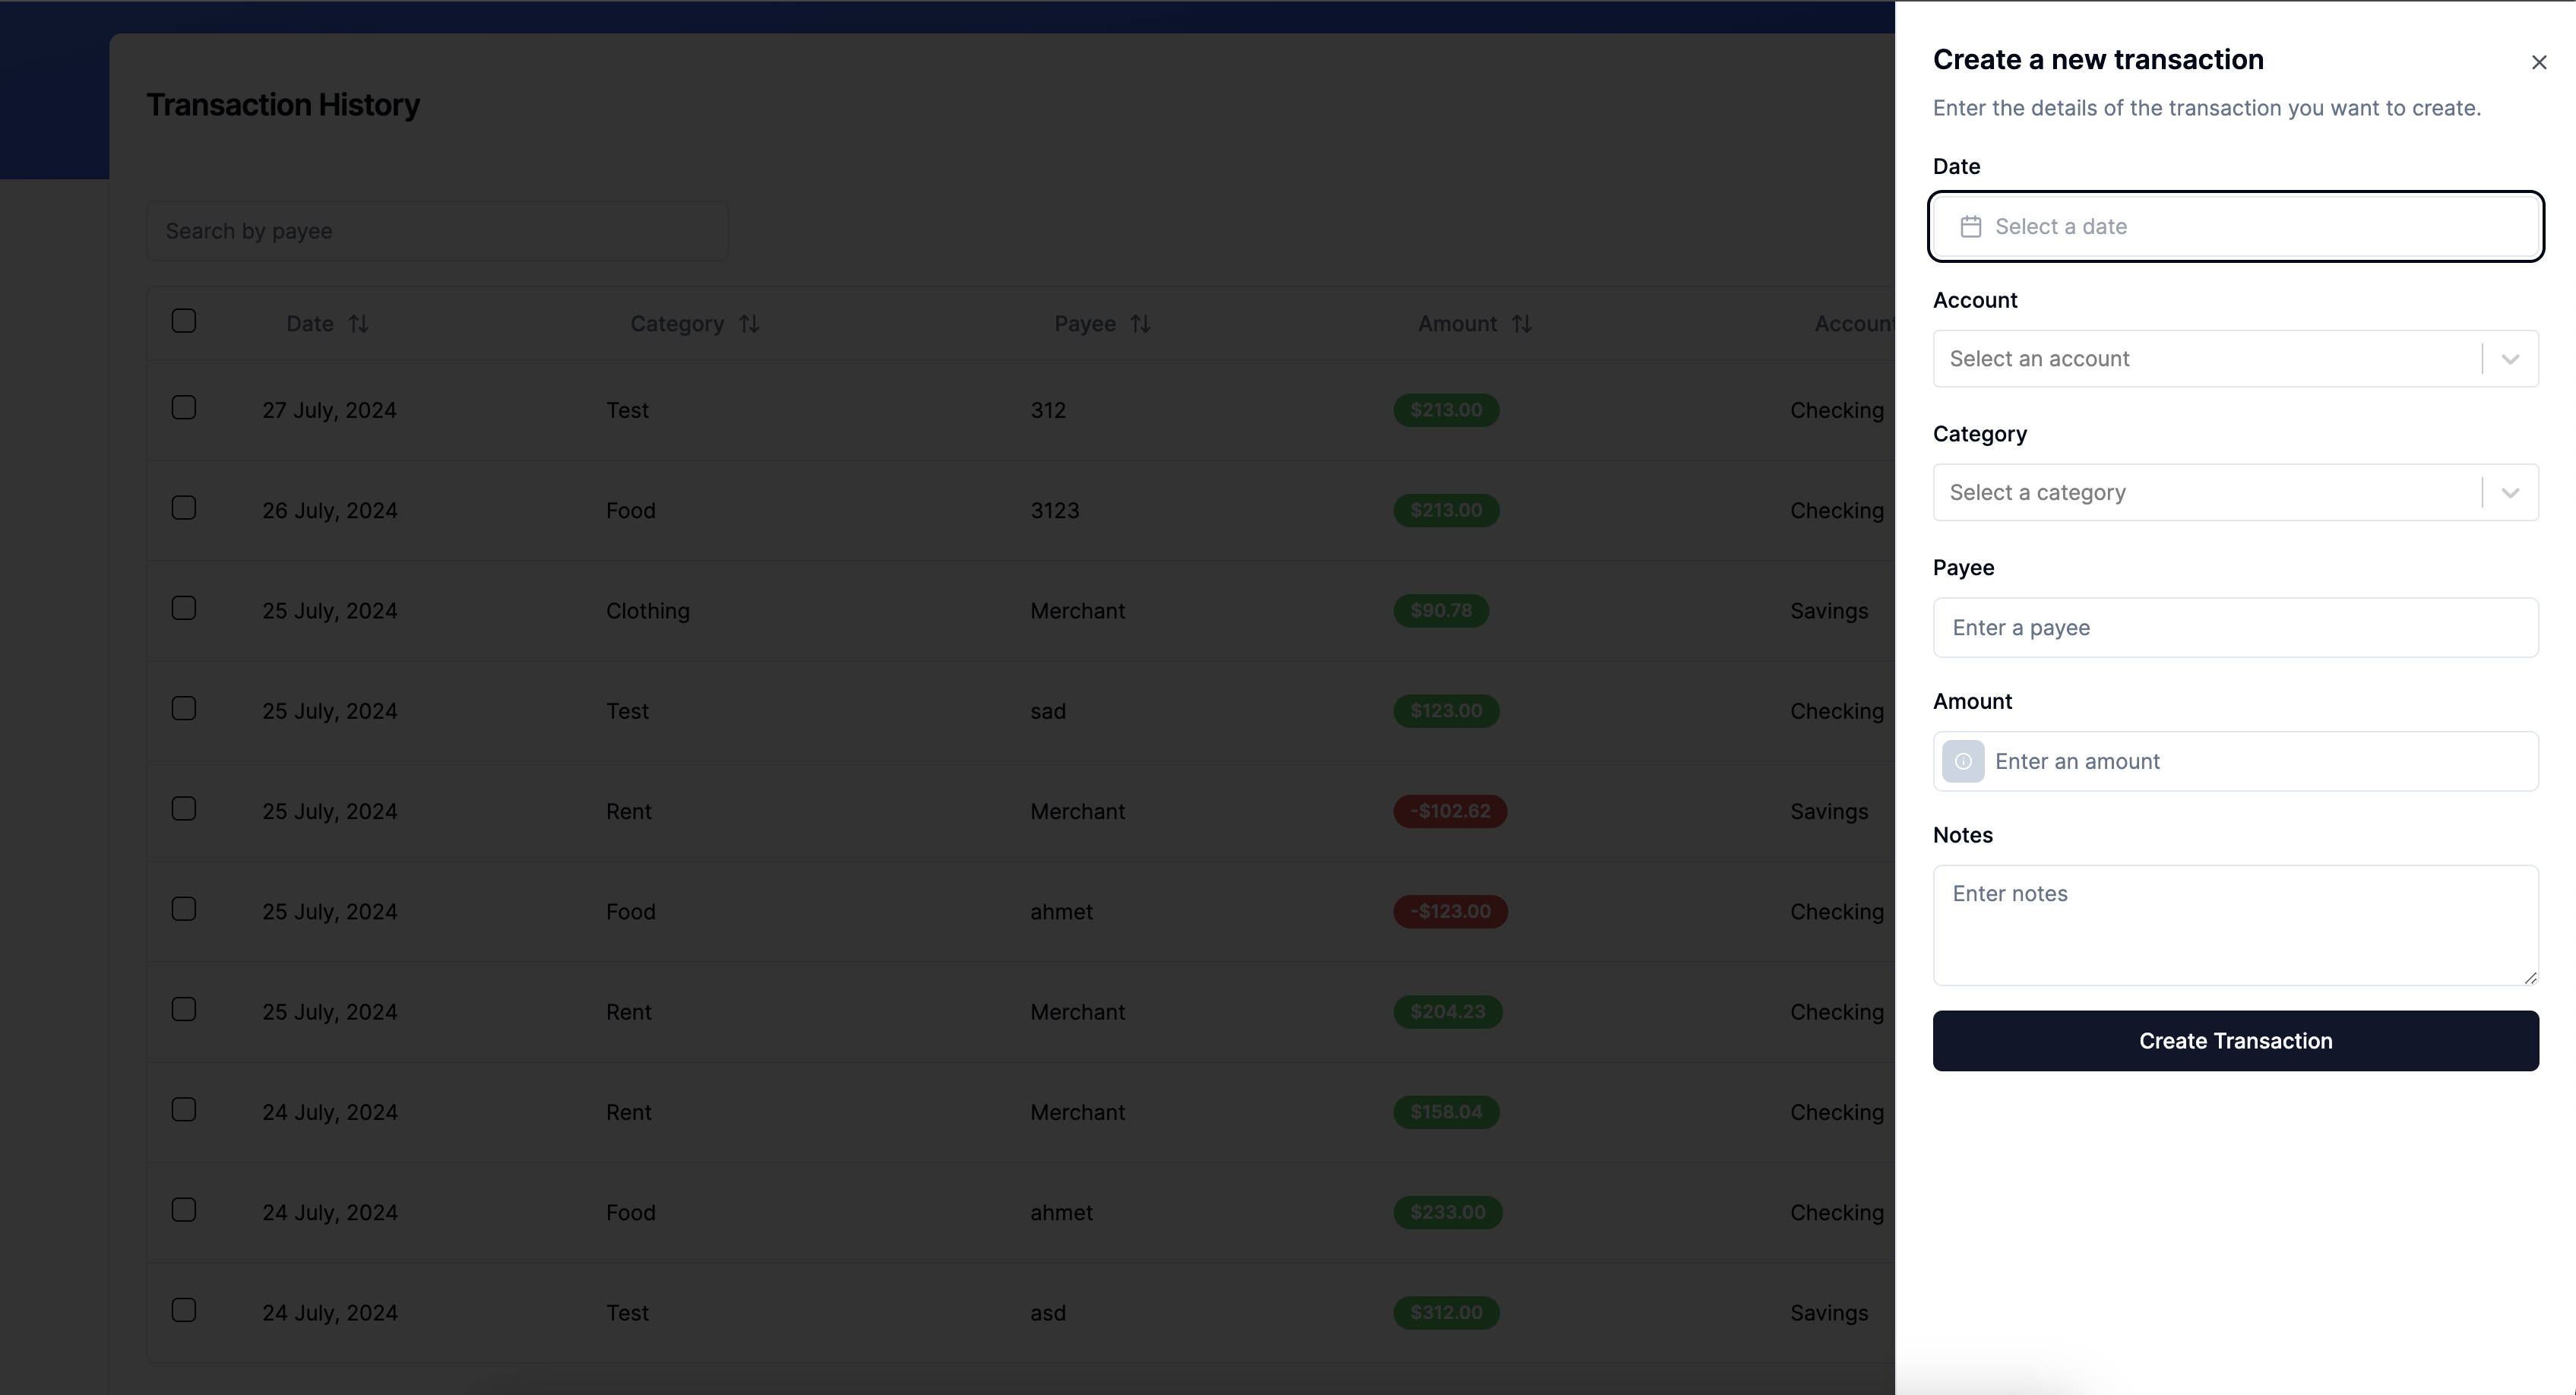 Transaction History
Search by payee
Date Category Payee Amount Account
27 July, 2024 Test 312 $213.00 Checking
26 July, 2024 Food 3123 $213.00 Checking
25 July, 2024 Clothing Merchant $90.78 Savings
25 July, 2024 Test sad $123.00 Checking
25 July, 2024 Rent Merchant -$102.62 Savings
25 July, 2024 Food ahmet -$123.00 Checking
25 July, 2024 Rent Merchant $204.23 Checking
24 July, 2024 Rent Merchant $158.04 Checking
24 July, 2024 Food ahmet $233.00 Checking
24 July, 2024 Test asd $312.00 Savings
Create a new transaction
Enter the details of the transaction you want to create.
Date
Select a date
Account
Select an account
Category
Select a category
Payee
Enter a payee
Amount
Enter an amount
Notes
Enter notes
Create Transaction